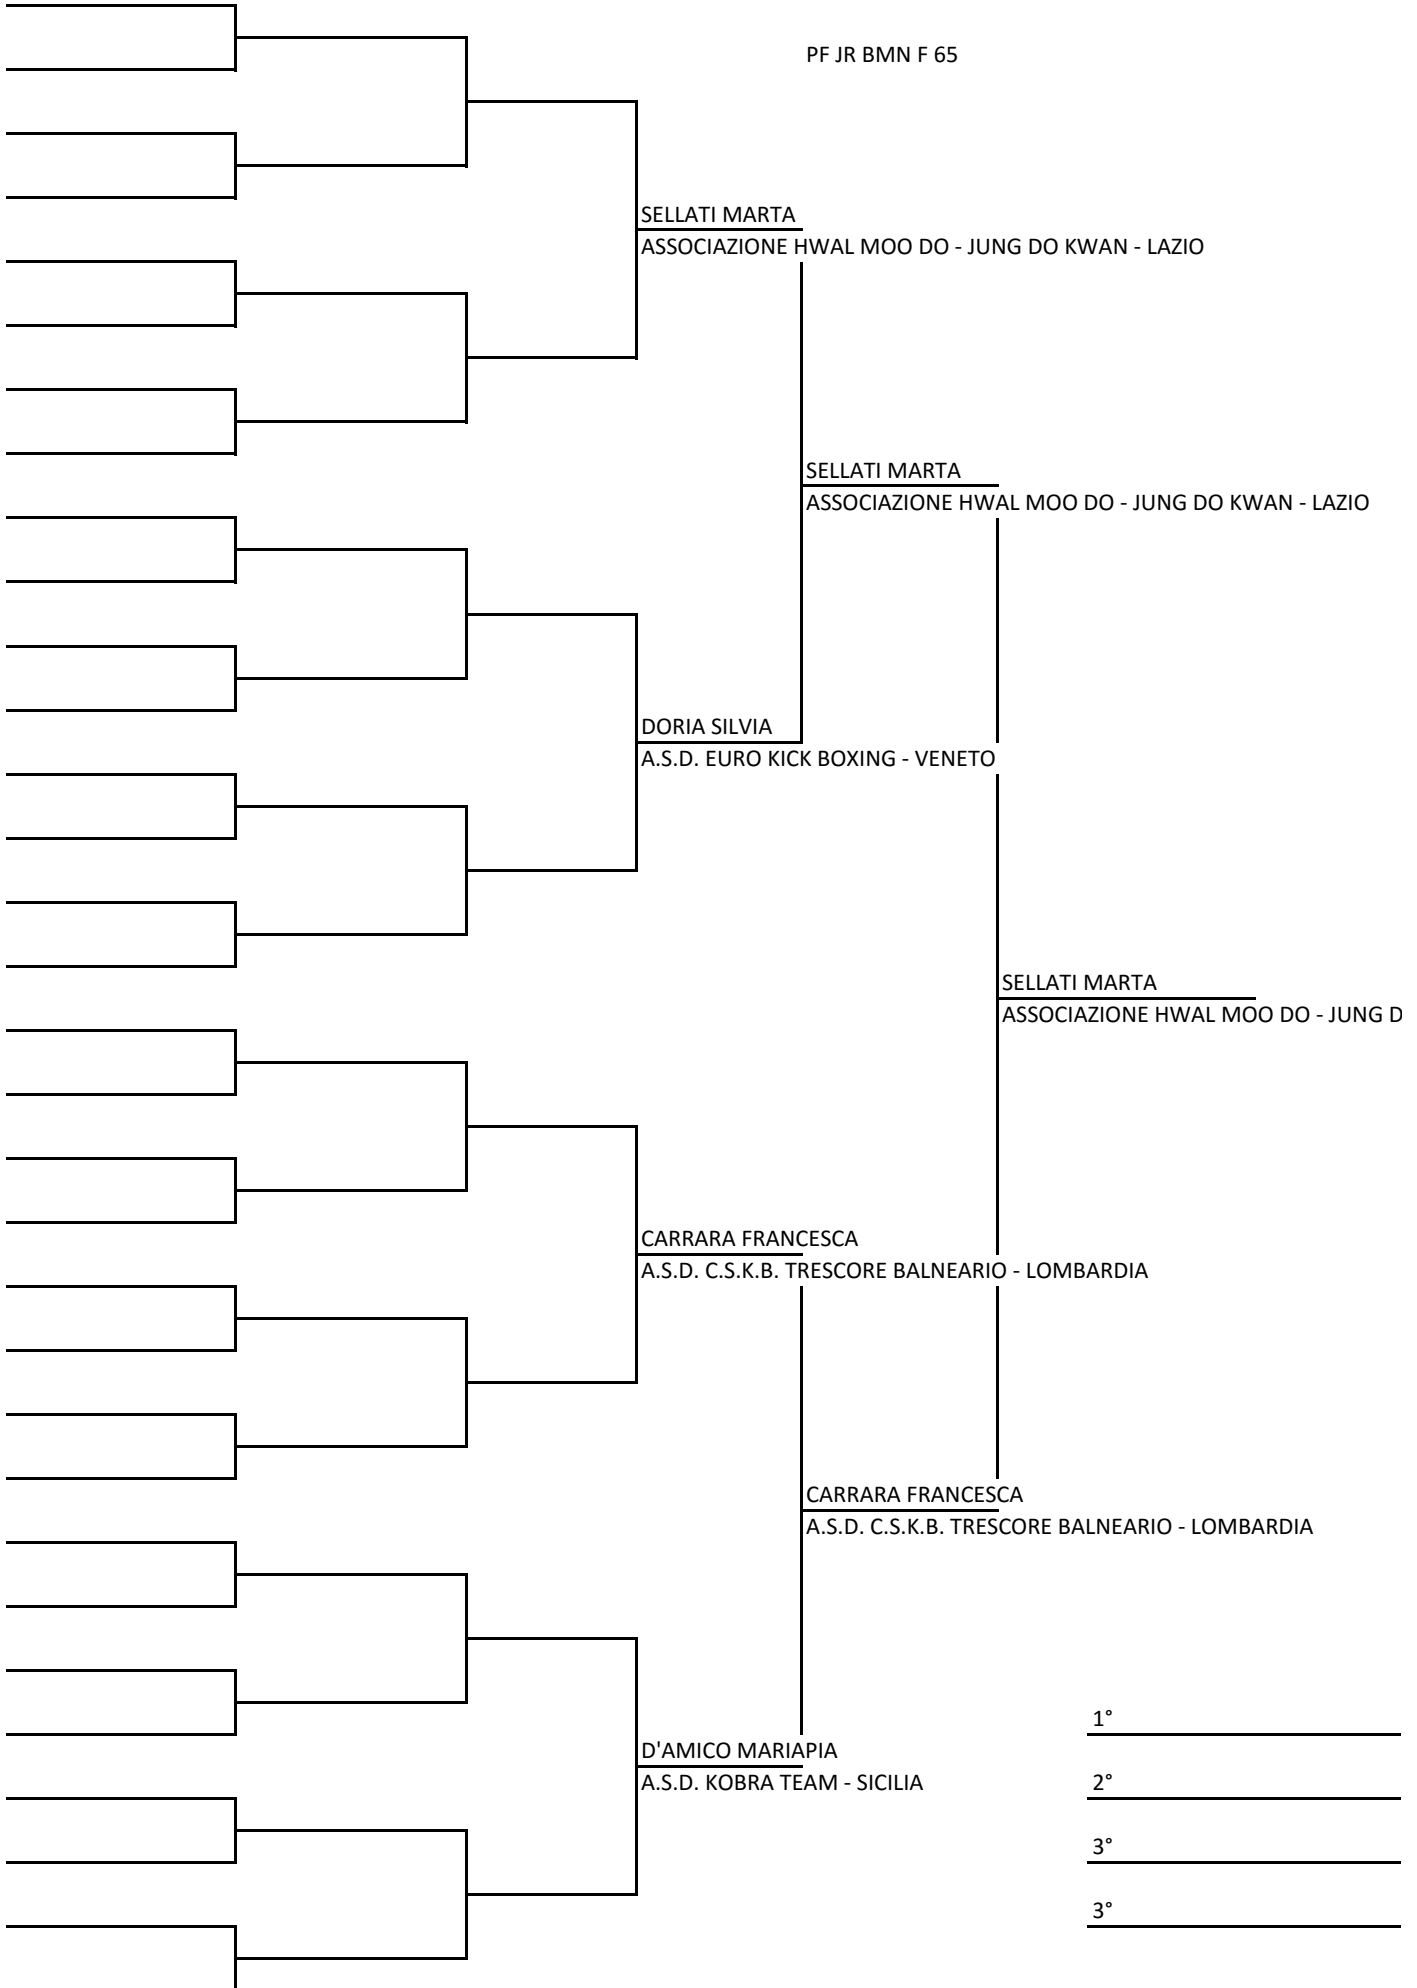 PF JR BMN F 65
SELLATI MARTA
ASSOCIAZIONE HWAL MOO DO - JUNG DO KWAN - LAZIO
SELLATI MARTA
ASSOCIAZIONE HWAL MOO DO - JUNG DO KWAN - LAZIO
DORIA SILVIA
A.S.D. EURO KICK BOXING - VENETO
SELLATI MARTA
ASSOCIAZIONE HWAL MOO DO - JUNG D
CARRARA FRANCESCA
A.S.D. C.S.K.B. TRESCORE BALNEARIO - LOMBARDIA
CARRARA FRANCESCA
A.S.D. C.S.K.B. TRESCORE BALNEARIO - LOMBARDIA
1°
D'AMICO MARIAPIA
A.S.D. KOBRA TEAM - SICILIA
2°
3°
3°